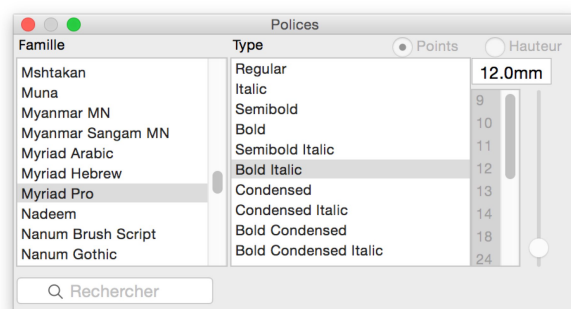 Polices
Famille Type Points Hauteur
Mshtakan
Muna
Myanmar MN
Myanmar Sangam MN
Myriad Arabic
Myriad Hebrew
Myriad Pro
Nadeem
Nanum Brush Script
Nanum Gothic
Regular
Italic
Semibold
Bold
Semibold Italic
Bold Italic
Condensed
Condensed Italic
Bold Condensed
Bold Condensed Italic
12.0mm
9
10
11
12
13
14
18
24
Rechercher